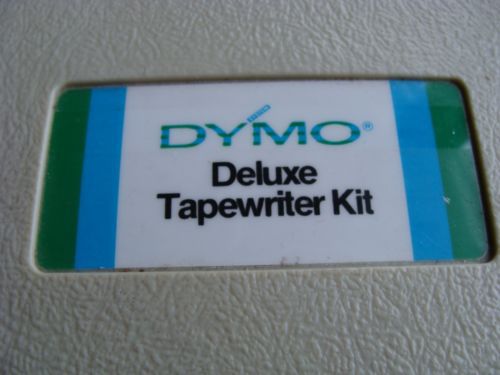 DYMO®
Deluxe
Tapewriter Kit